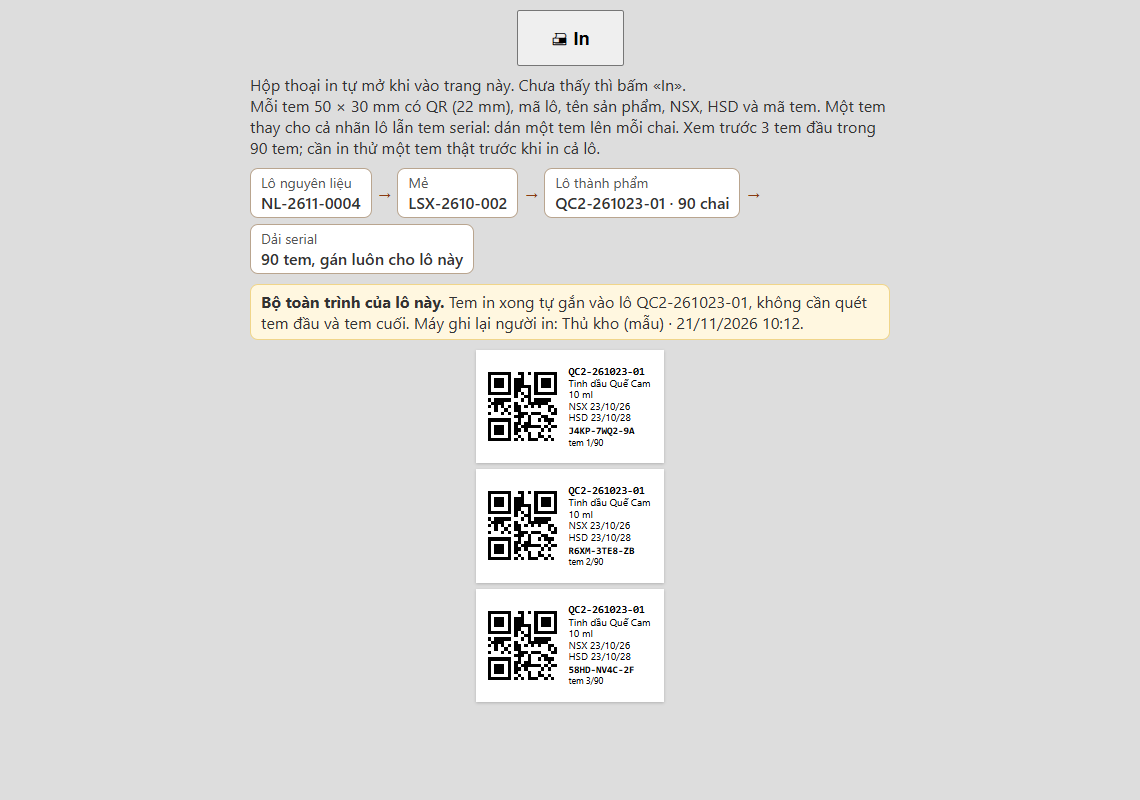 In
Hộp thoại in tự mở khi vào trang này. Chưa thấy thì bấm «In».
Mỗi tem 50 × 30 mm có QR (22 mm), mã lô, tên sản phẩm, NSX, HSD và mã tem. Một tem
thay cho cả nhãn lô lẫn tem serial: dán một tem lên mỗi chai. Xem trước 3 tem đầu trong
90 tem; cần in thử một tem thật trước khi in cả lô.
Lô nguyên liệu
NL-2611-0004
→
Mẻ
LSX-2610-002
→
Lô thành phẩm
QC2-261023-01 · 90 chai
→
Dải serial
90 tem, gán luôn cho lô này
Bộ toàn trình của lô này. Tem in xong tự gắn vào lô QC2-261023-01, không cần quét
tem đầu và tem cuối. Máy ghi lại người in: Thủ kho (mẫu) · 21/11/2026 10:12.
QC2-261023-01
Tinh dầu Quế Cam
10 ml
NSX 23/10/26
HSD 23/10/28
J4KP-7WQ2-9A
tem 1/90
QC2-261023-01
Tinh dầu Quế Cam
10 ml
NSX 23/10/26
HSD 23/10/28
R6XM-3TE8-ZB
tem 2/90
QC2-261023-01
Tinh dầu Quế Cam
10 ml
NSX 23/10/26
HSD 23/10/28
58HD-NV4C-2F
tem 3/90